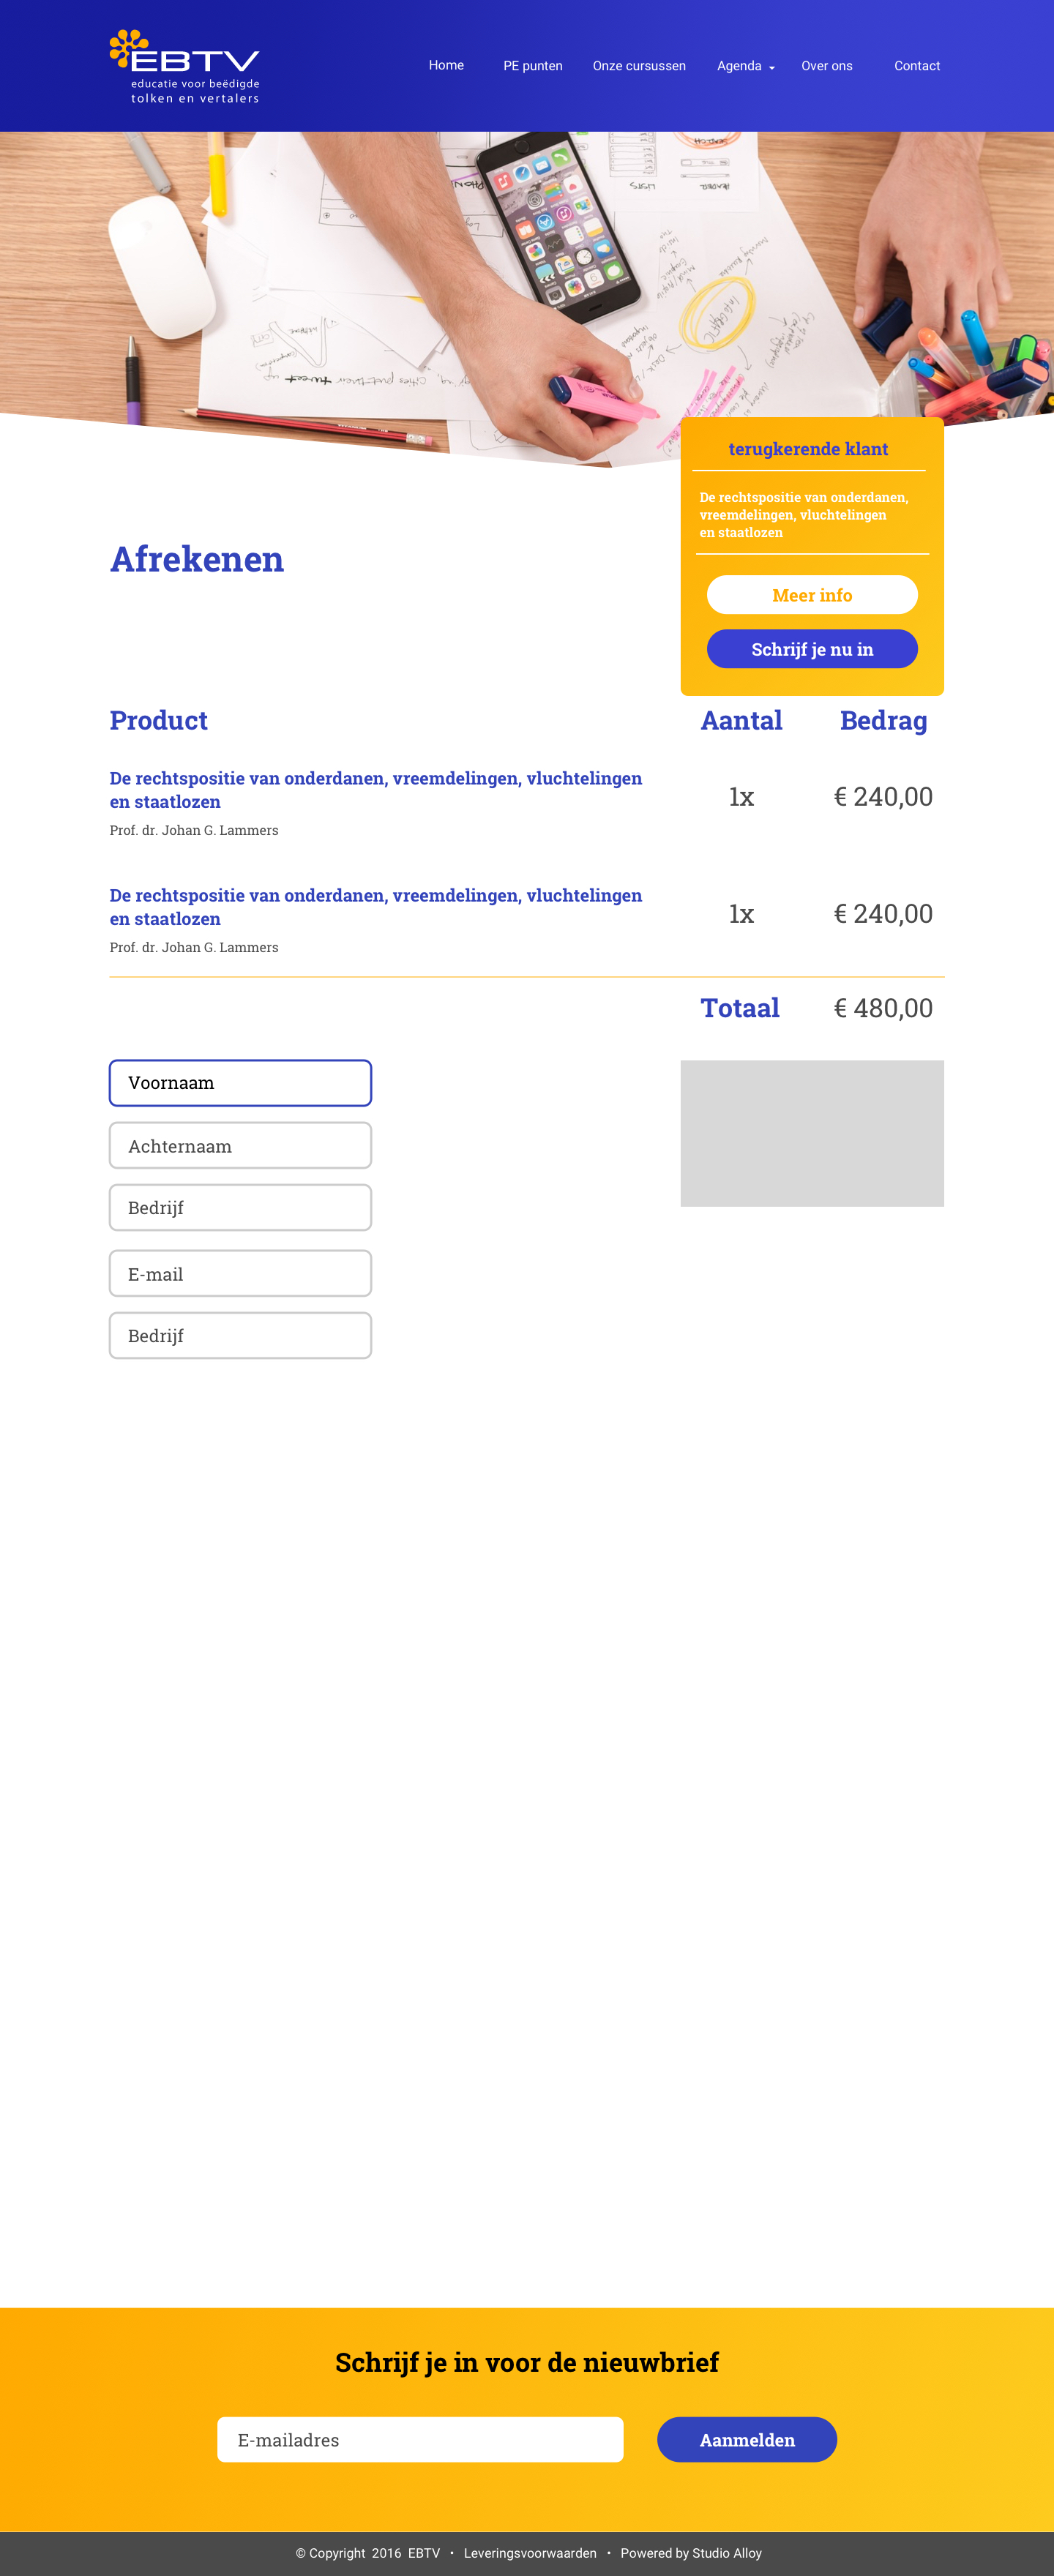 EBTV
educatie voor beëdigde
tolken en vertalers
Home
PE punten
Onze cursussen
Agenda
Over ons
Contact
LISTS
HEADER
tweet
terugkerende klant
De rechtspositie van onderdanen,
vreemdelingen, vluchtelingen
en staatlozen
Meer info
Schrijf je nu in
Afrekenen
Product Aantal Bedrag
De rechtspositie van onderdanen, vreemdelingen, vluchtelingen
en staatlozen
1x € 240,00
Prof. dr. Johan G. Lammers
De rechtspositie van onderdanen, vreemdelingen, vluchtelingen
en staatlozen
1x € 240,00
Prof. dr. Johan G. Lammers
Totaal € 480,00
Voornaam
Achternaam
Bedrijf
E-mail
Bedrijf
Schrijf je in voor de nieuwbrief
E-mailadres
Aanmelden
© Copyright 2016 EBTV • Leveringsvoorwaarden • Powered by Studio Alloy